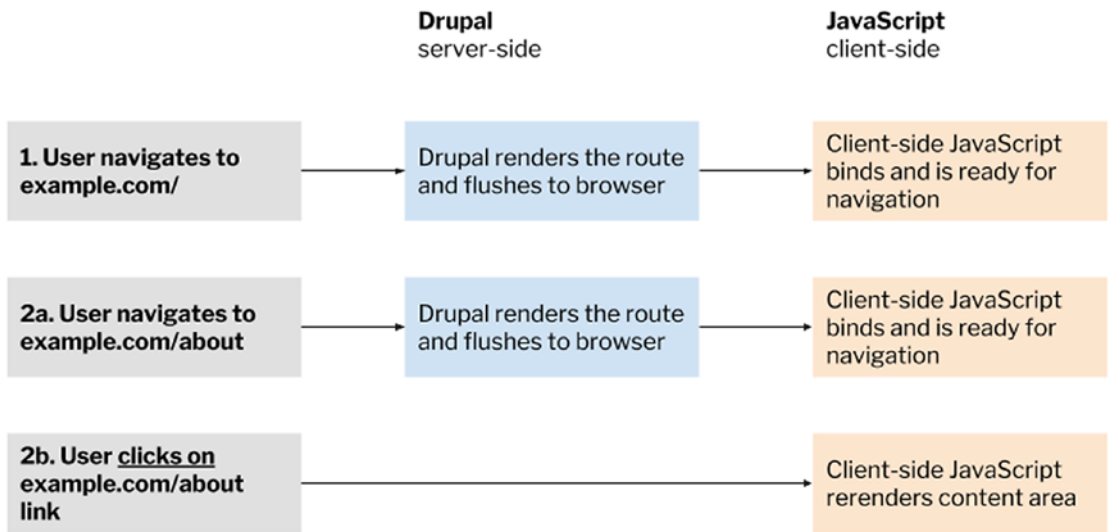 Drupal
server-side
JavaScript
client-side
1. User navigates to
example.com/
Drupal renders the route
and flushes to browser
Client-side JavaScript
binds and is ready for
navigation
2a. User navigates to
example.com/about
Drupal renders the route
and flushes to browser
Client-side JavaScript
binds and is ready for
navigation
2b. User clicks on
example.com/about
link
Client-side JavaScript
rerenders content area